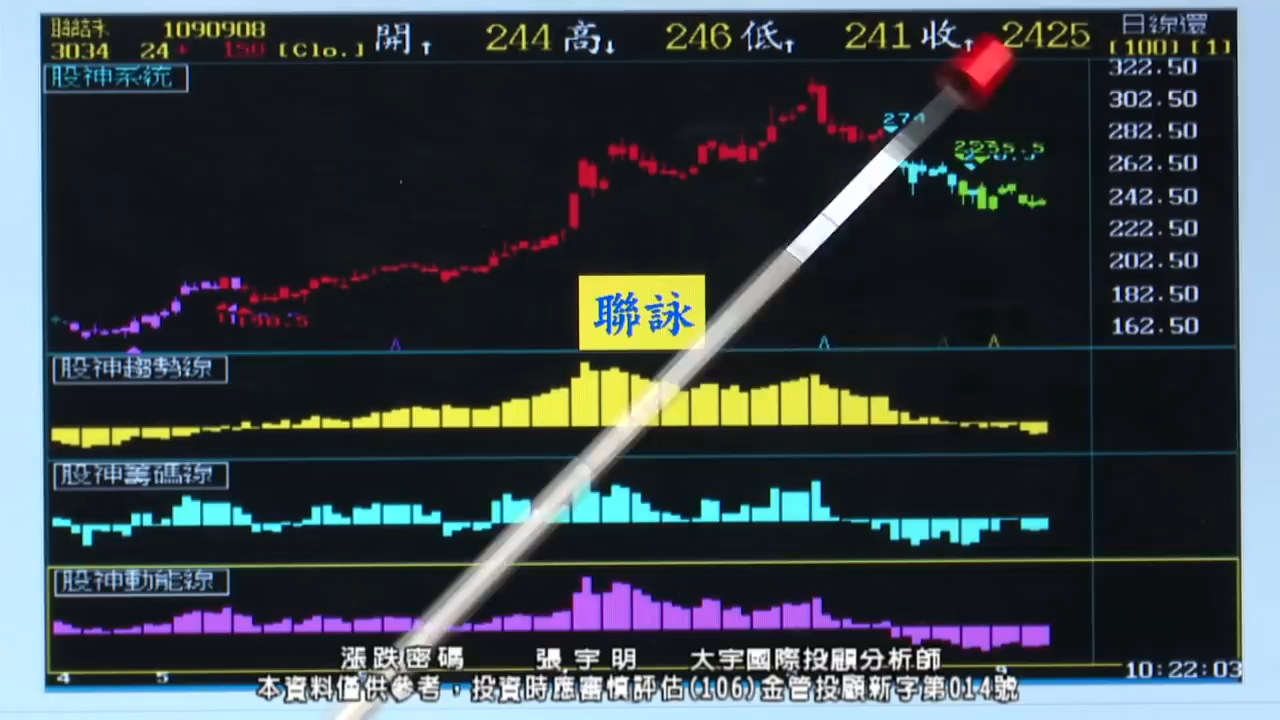 聯詠 1090908
3034 24 150 [Clo.] 開↑ 244 高↓ 246 低↑ 241 收↑ 2425 日線還
[100] [1]
股神系統
322.50
302.50
282.50
262.50
242.50
222.50
202.50
182.50
162.50
274
聯詠
股神趨勢線
股神籌碼線
股神動能線
4 5 9 10:22:03
漲跌密碼 張宇明 大宇國際投顧分析師
本資料僅供參考，投資時應審慎評估(106)金管投顧新字第014號